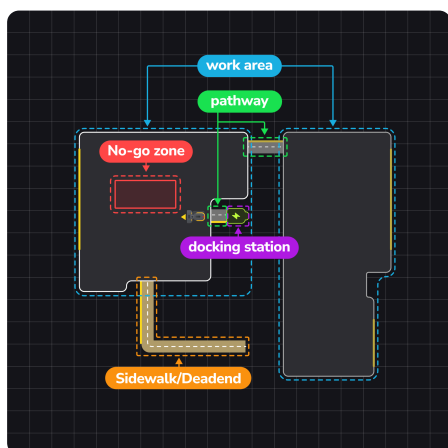 work area
pathway
No-go zone
docking station
Sidewalk/Deadend